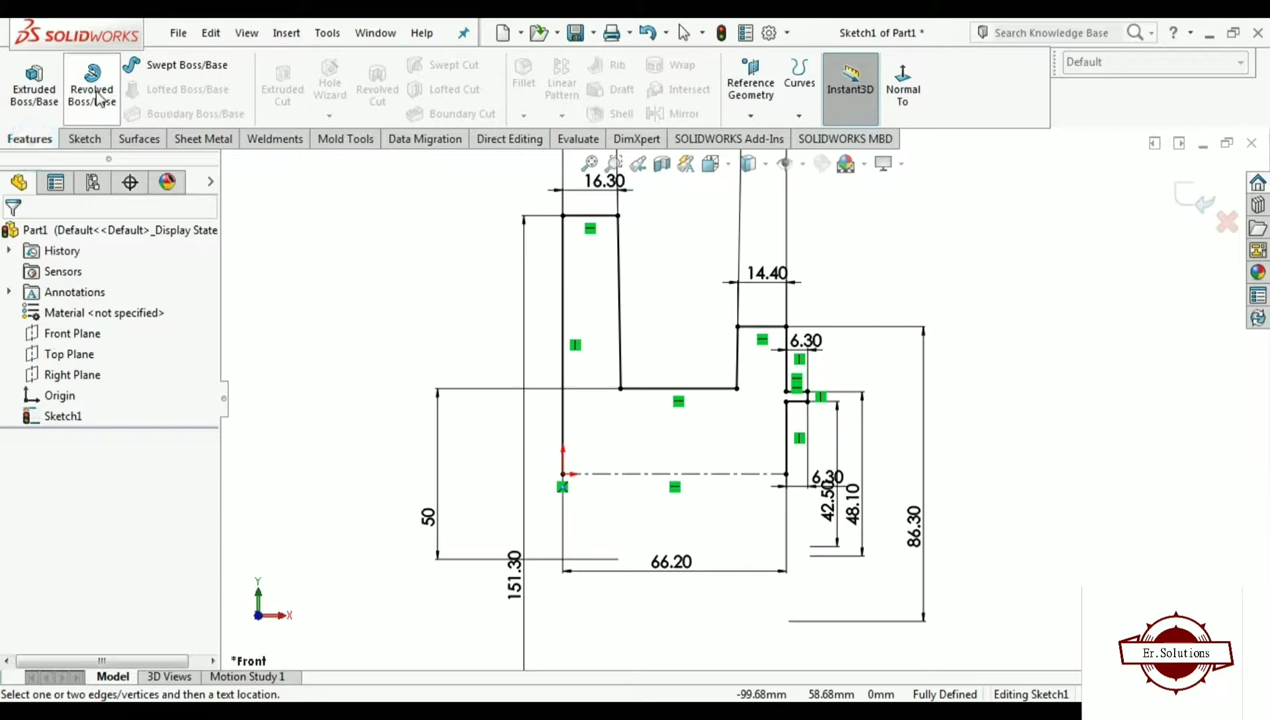 SOLIDWORKS
File Edit View Insert Tools Window Help
Sketch1 of Part1 *
Search Knowledge Base
?
Extruded Boss/Base
Revolved Boss/Base
Swept Boss/Base
Lofted Boss/Base
Boundary Boss/Base
Extruded Cut
Hole Wizard
Revolved Cut
Swept Cut
Lofted Cut
Boundary Cut
Fillet
Linear Pattern
Rib
Draft
Shell
Wrap
Intersect
Mirror
Reference Geometry
Curves
Instant3D
Normal To
Default
Features Sketch Surfaces Sheet Metal Weldments Mold Tools Data Migration Direct Editing Evaluate DimXpert SOLIDWORKS Add-Ins SOLIDWORKS MBD
Part1 (Default<<Default>_Display State
History
Sensors
Annotations
Material <not specified>
Front Plane
Top Plane
Right Plane
Origin
Sketch1
16.30
14.40
6.30
6.30
42.50
48.10
86.30
50
151.30
66.20
Y
X
*Front
Er.Solutions
Model 3D Views Motion Study 1
Select one or two edges/vertices and then a text location.
-99.68mm 58.68mm 0mm Fully Defined Editing Sketch1